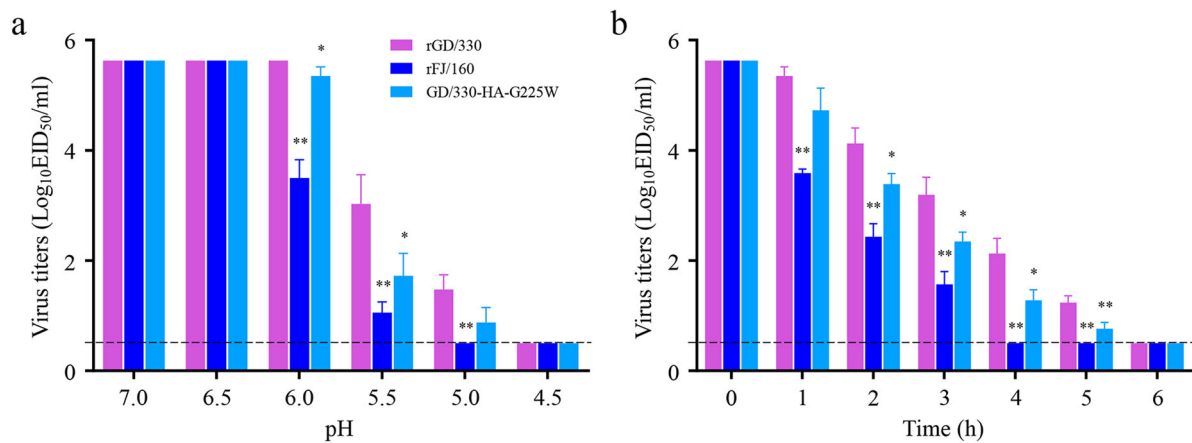 a
Virus titers (Log₁₀EID₅₀/ml)
6
4
2
0
rGD/330
rFJ/160
GD/330-HA-G225W
*
**
**
*
**
7.0 6.5 6.0 5.5 5.0 4.5
pH
b
Virus titers (Log₁₀EID₅₀/ml)
6
4
2
0
**
**
*
**
*
**
*
**
**
0 1 2 3 4 5 6
Time (h)